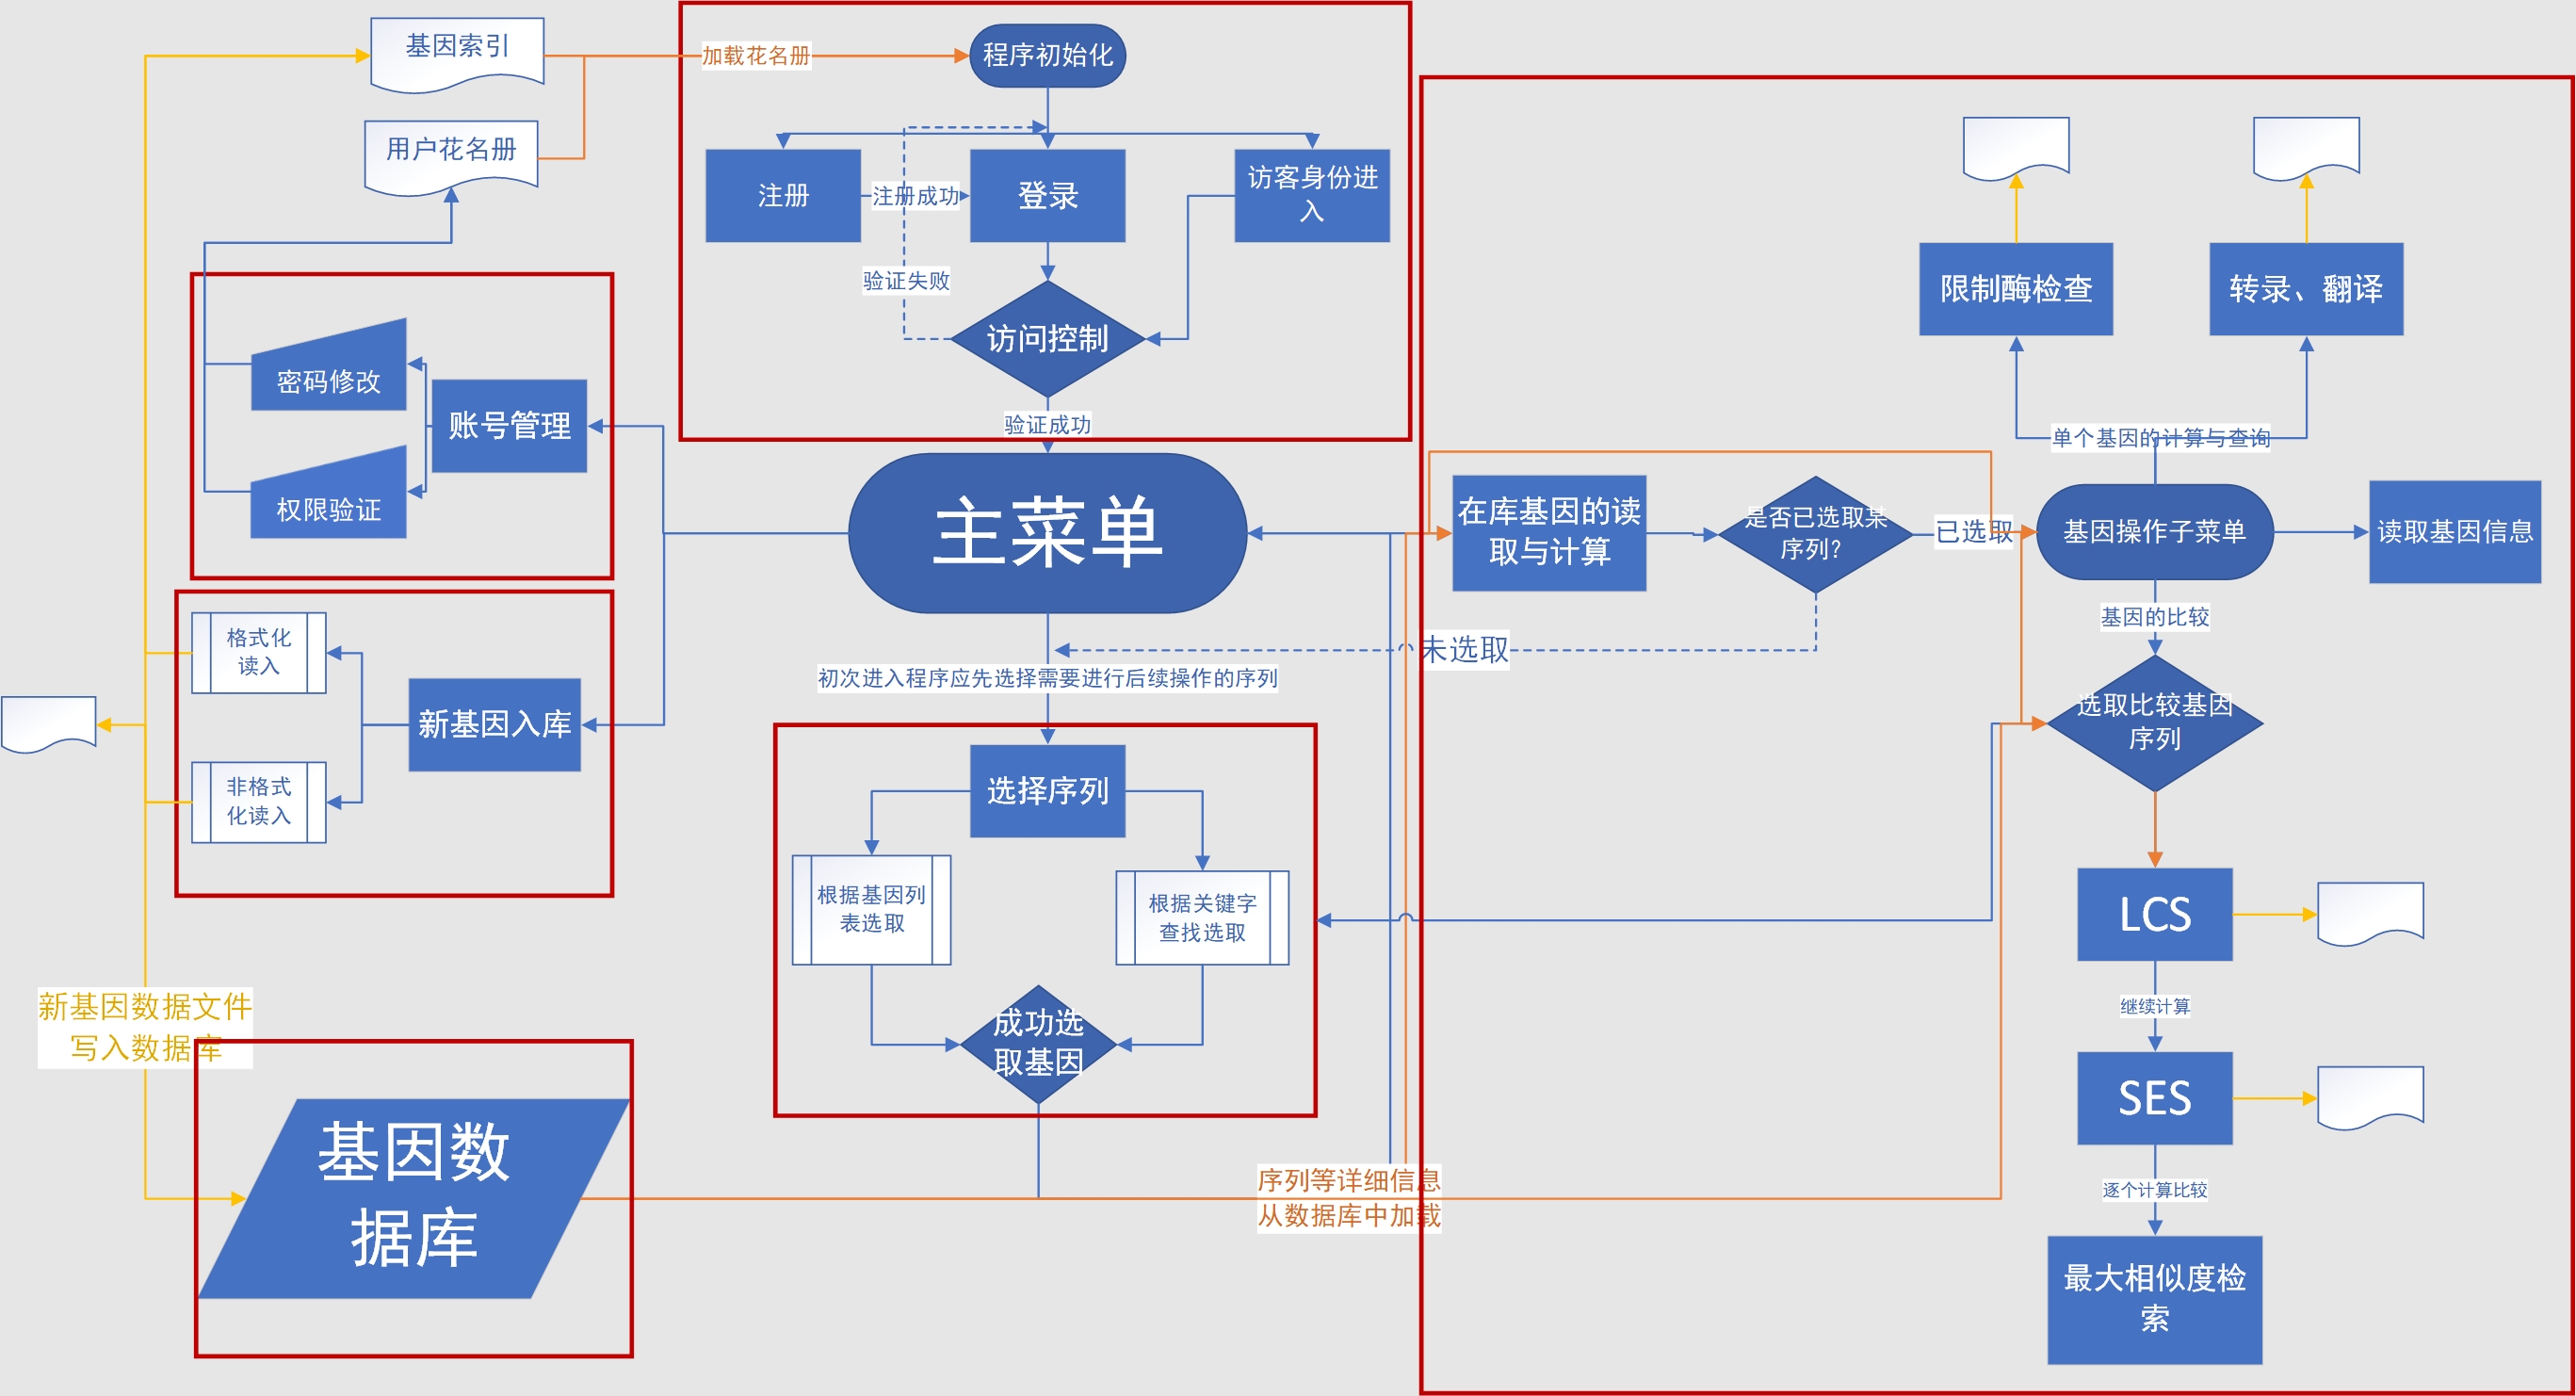 基因索引
用户花名册
加载花名册
程序初始化
注册
注册成功
登录
访客身份进
入
验证失败
访问控制
验证成功
密码修改
权限验证
账号管理
主菜单
格式化
读入
非格式
化读入
新基因入库
新基因数据文件
写入数据库
基因数
据库
初次进入程序应先选择需要进行后续操作的序列
选择序列
根据基因列
表选取
根据关键字
查找选取
成功选
取基因
序列等详细信息
从数据库中加载
限制酶检查
转录、翻译
单个基因的计算与查询
在库基因的读
取与计算
是否已选取某
序列?
已选取
未选取
基因操作子菜单
读取基因信息
基因的比较
选取比较基因
序列
LCS
继续计算
SES
逐个计算比较
最大相似度检
索